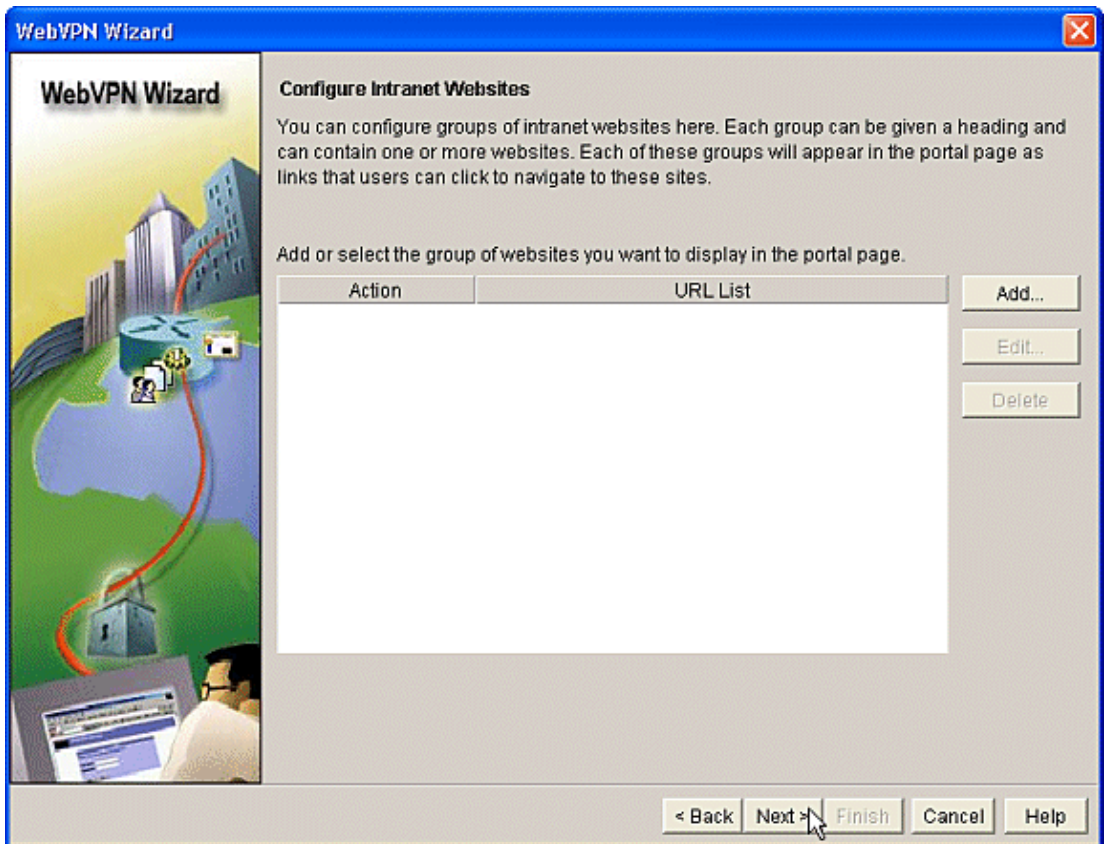 WebVPN Wizard
WebVPN Wizard
Configure Intranet Websites
You can configure groups of intranet websites here. Each group can be given a heading and
can contain one or more websites. Each of these groups will appear in the portal page as
links that users can click to navigate to these sites.
Add or select the group of websites you want to display in the portal page.
Action URL List
Add...
Edit...
Delete
< Back Next > Finish Cancel Help